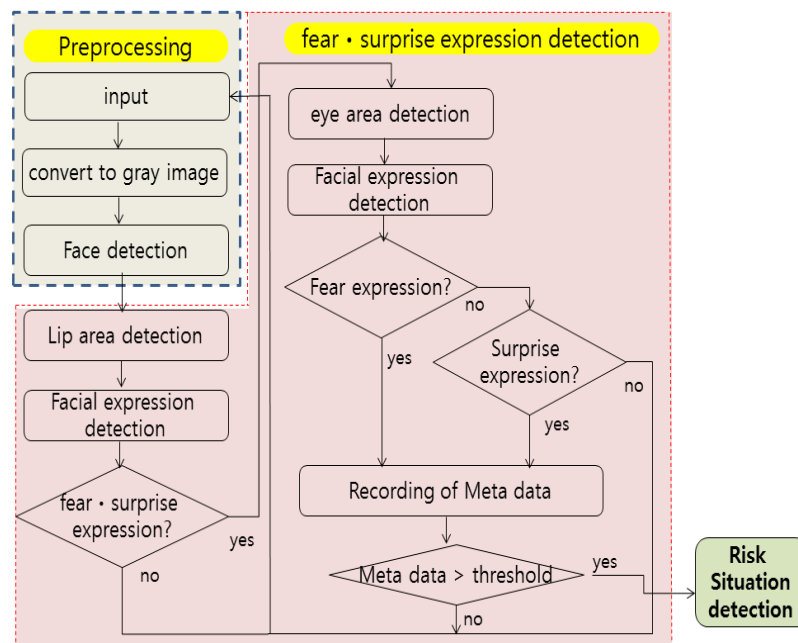 Preprocessing
input
convert to gray image
Face detection
fear・surprise expression detection
Lip area detection
Facial expression
detection
fear・surprise
expression?
yes
no
eye area detection
Facial expression
detection
Fear expression?
no
yes
Surprise
expression?
no
yes
Recording of Meta data
Meta data > threshold
yes
no
Risk
Situation
detection